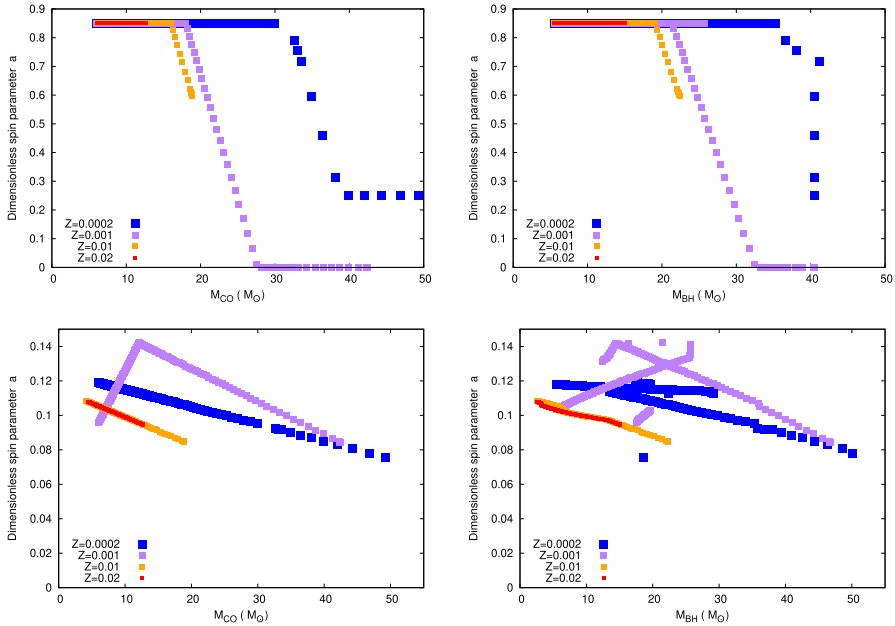 0.9
0.8
0.7
0.6
0.5
0.4
0.3
0.2
0.1
0
Dimensionless spin parameter a
Z=0.0002
Z=0.001
Z=0.01
Z=0.02
0 10 20 30 40 50
M_CO ( M_⊙)
0.9
0.8
0.7
0.6
0.5
0.4
0.3
0.2
0.1
0
Dimensionless spin parameter a
Z=0.0002
Z=0.001
Z=0.01
Z=0.02
0 10 20 30 40 50
M_BH ( M_⊙)
0.14
0.12
0.1
0.08
0.06
0.04
0.02
0
Dimensionless spin parameter a
Z=0.0002
Z=0.001
Z=0.01
Z=0.02
0 10 20 30 40 50
M_CO ( M_⊙)
0.14
0.12
0.1
0.08
0.06
0.04
0.02
0
Dimensionless spin parameter a
Z=0.0002
Z=0.001
Z=0.01
Z=0.02
0 10 20 30 40 50
M_BH ( M_⊙)